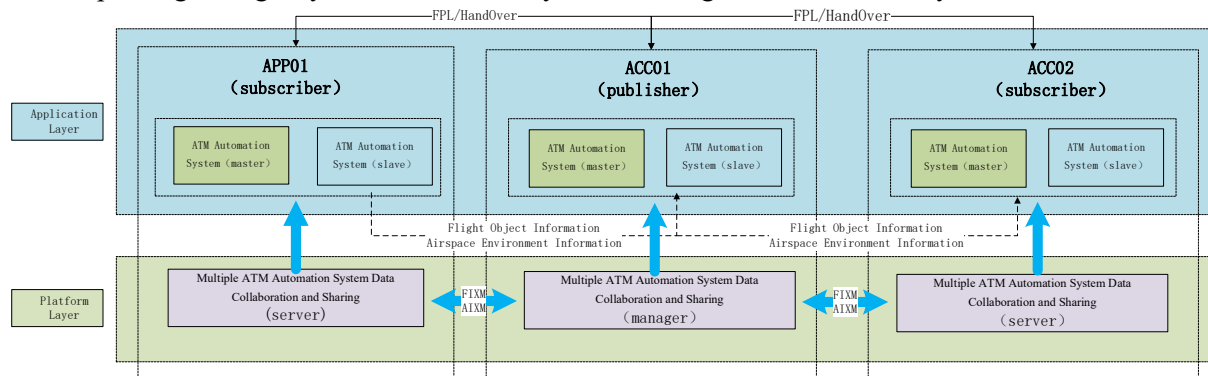 FPL/HandOver
FPL/HandOver
APP01
(subscriber)
ACC01
(publisher)
ACC02
(subscriber)
Application
Layer
ATM Automation
System（master）
ATM Automation
System（slave）
ATM Automation
System（master）
ATM Automation
System（slave）
ATM Automation
System（master）
ATM Automation
System（slave）
Flight Object Information
Airspace Environment Information
Flight Object Information
Airspace Environment Information
Platform
Layer
Multiple ATM Automation System Data
Collaboration and Sharing
(server)
FIXM
AIXM
Multiple ATM Automation System Data
Collaboration and Sharing
（manager）
FIXM
AIXM
Multiple ATM Automation System Data
Collaboration and Sharing
（server）